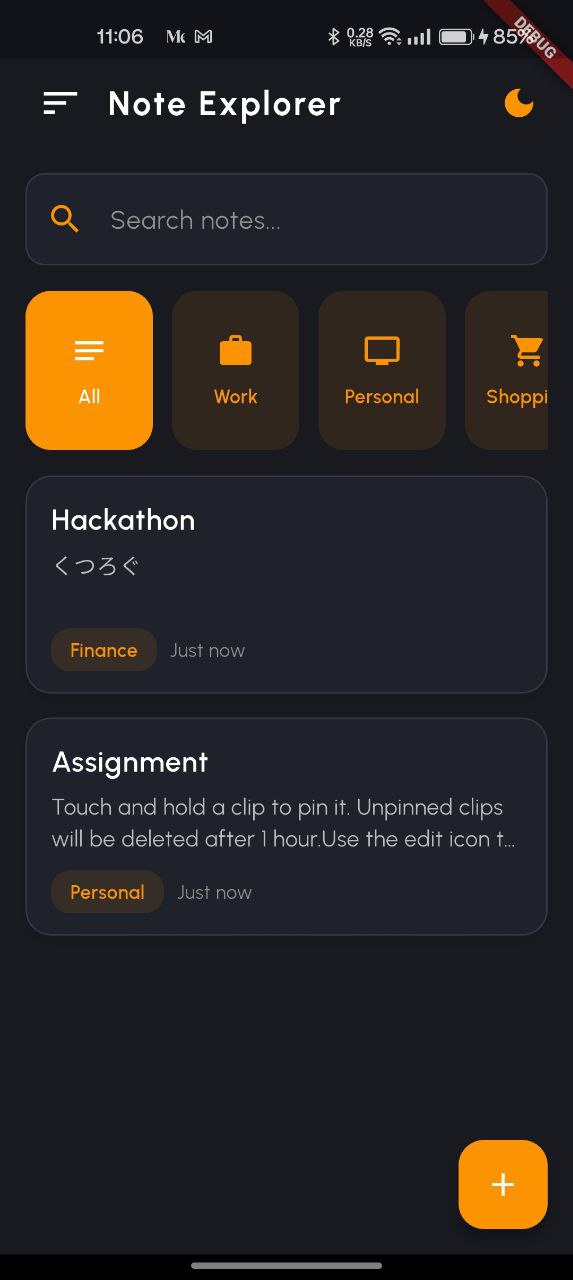 11:06
0.28
KB/S
85%
DEBUG
Note Explorer
Search notes...
All
Work
Personal
Shoppi
Hackathon
くつろぐ
Finance
Just now
Assignment
Touch and hold a clip to pin it. Unpinned clips
will be deleted after 1 hour.Use the edit icon t...
Personal
Just now